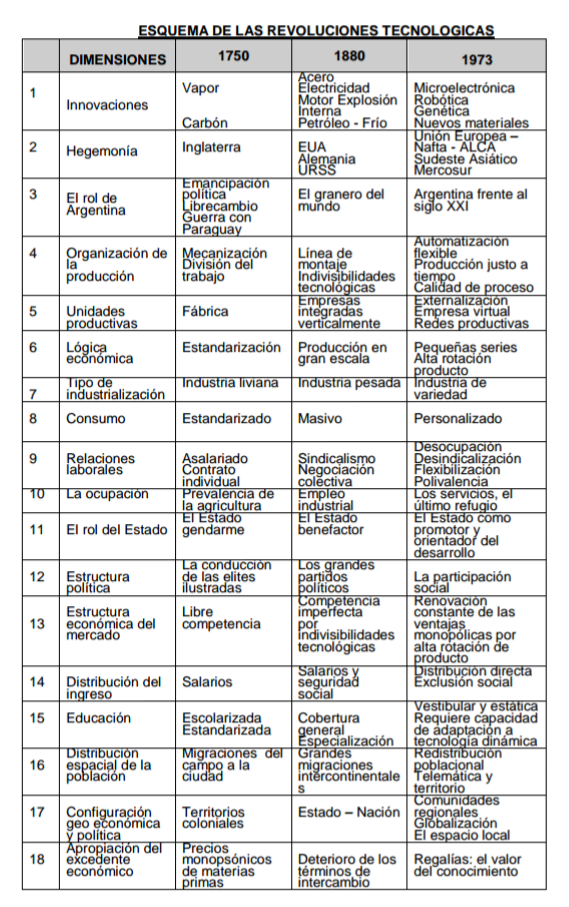 ESQUEMA DE LAS REVOLUCIONES TECNOLOGICAS
DIMENSIONES
1750
1880
1973
1
Innovaciones
Vapor
Carbón
Acero
Electricidad
Motor Explosión
Interna
Petróleo - Frío
Microelectrónica
Robótica
Genética
Nuevos materiales
2
Hegemonía
Inglaterra
EUA
Alemania
URSS
Unión Europea –
Nafta - ALCA
Sudeste Asiático
Mercosur
3
El rol de
Argentina
Emancipación
política
Librecambio
Guerra con
Paraguay
El granero del
mundo
Argentina frente al
siglo XXI
4
Organización de
la
producción
Mecanización
División del
trabajo
Línea de
montaje
Indivisibilidades
tecnológicas
Automatización
flexible
Producción justo a
tiempo
Calidad de proceso
5
Unidades
productivas
Fábrica
Empresas
integradas
verticalmente
Externalización
Empresa virtual
Redes productivas
6
Lógica
económica
Estandarización
Producción en
gran escala
Pequeñas series
Alta rotación
producto
7
Tipo de
industrialización
Industria liviana
Industria pesada
Industria de
variedad
8
Consumo
Estandarizado
Masivo
Personalizado
9
Relaciones
laborales
Asalariado
Contrato
individual
Sindicalismo
Negociación
colectiva
Desocupación
Desindicalización
Flexibilización
Polivalencia
10
La ocupación
Prevalencia de
la agricultura
Empleo
industrial
Los servicios, el
último refugio
11
El rol del Estado
El Estado
gendarme
El Estado
benefactor
El Estado como
promotor y
orientador del
desarrollo
12
Estructura
política
La conducción
de las elites
ilustradas
Los grandes
partidos
políticos
La participación
social
13
Estructura
económica del
mercado
Libre
competencia
Competencia
imperfecta
por
indivisibilidades
tecnológicas
Renovación
constante de las
ventajas
monopólicas por
alta rotación de
producto
14
Distribución del
ingreso
Salarios
Salarios y
seguridad
social
Distribución directa
Exclusión social
15
Educación
Escolarizada
Estandarizada
Cobertura
general
Especialización
Vestibular y estática
Requiere capacidad
de adaptación a
tecnología dinámica
16
Distribución
espacial de la
población
Migraciones del
campo a la
ciudad
Grandes
migraciones
intercontinentale
s
Redistribución
poblacional
Telemática y
territorio
17
Configuración
geo económica
y política
Territorios
coloniales
Estado – Nación
Comunidades
regionales
Globalización
El espacio local
18
Apropiación del
excedente
económico
Precios
monopsónicos
de materias
primas
Deterioro de los
términos de
intercambio
Regalías: el valor
del conocimiento